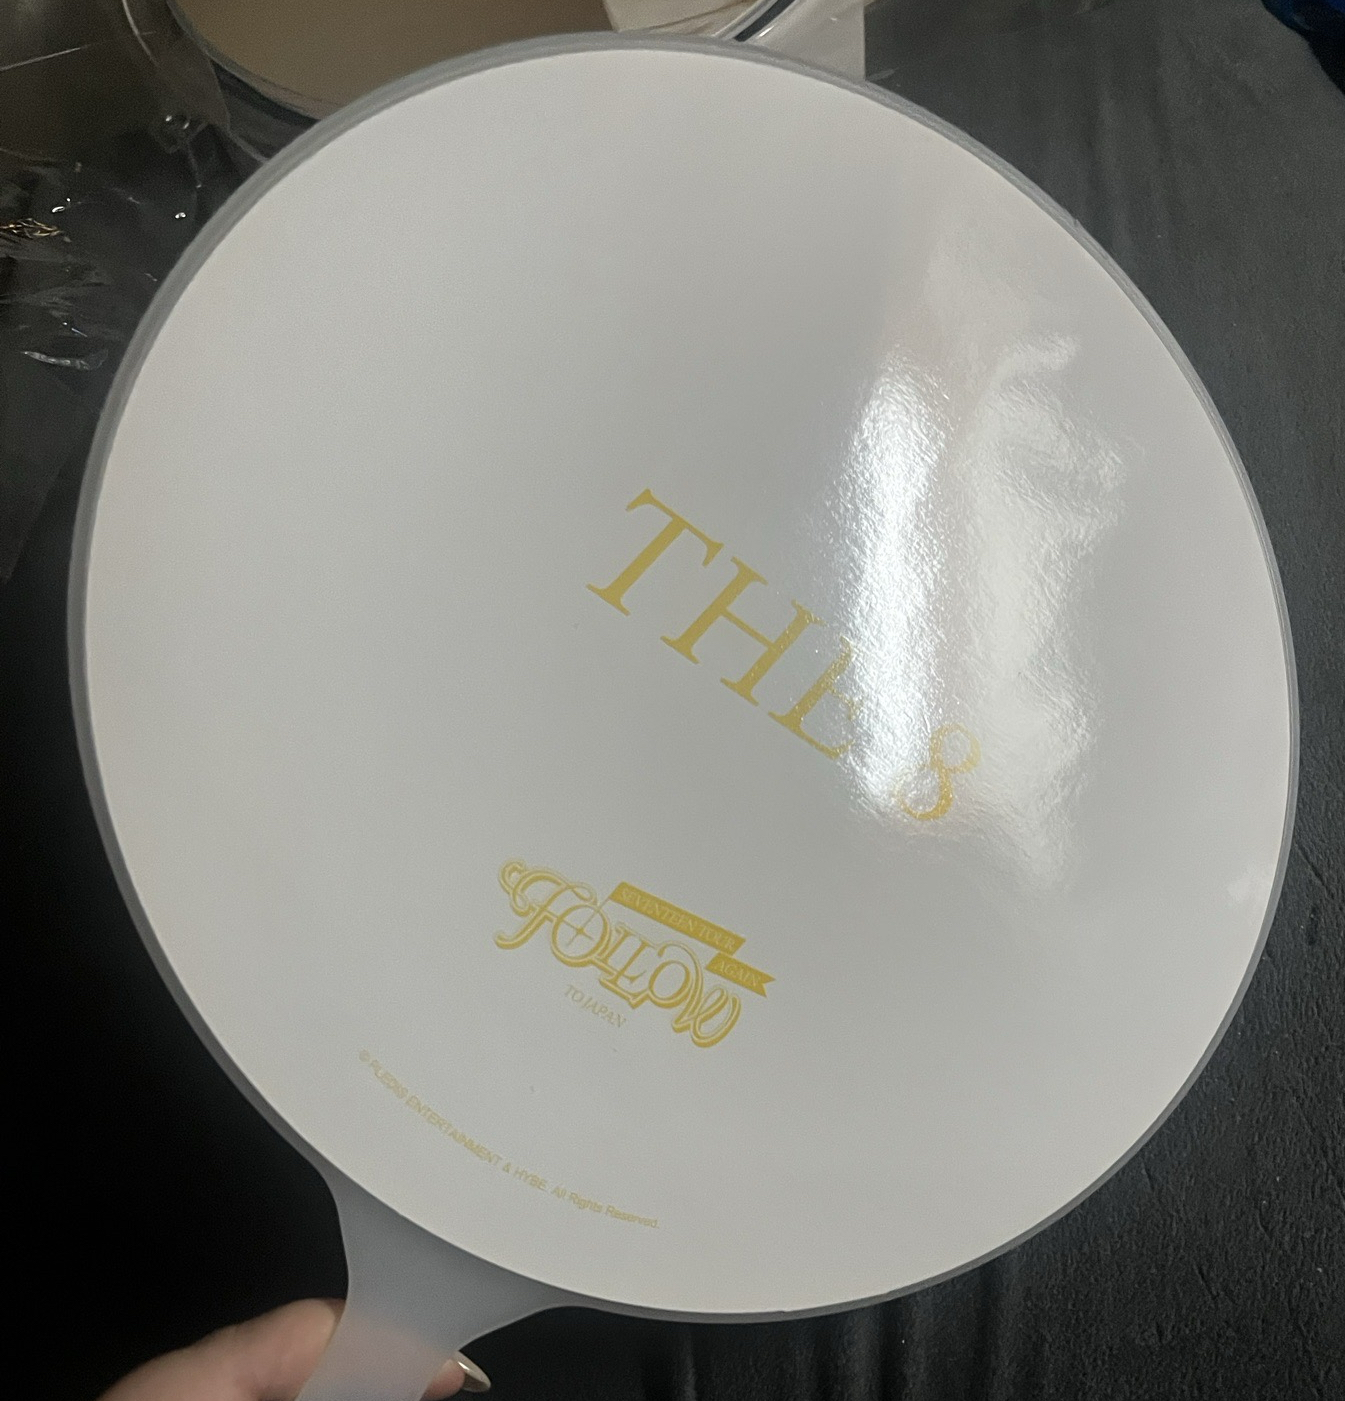 THE 8
SEVENTEEN TOUR
FOLLOW
AGAIN
TO JAPAN
© PLEDIS ENTERTAINMENT & HYBE. All Rights Reserved.